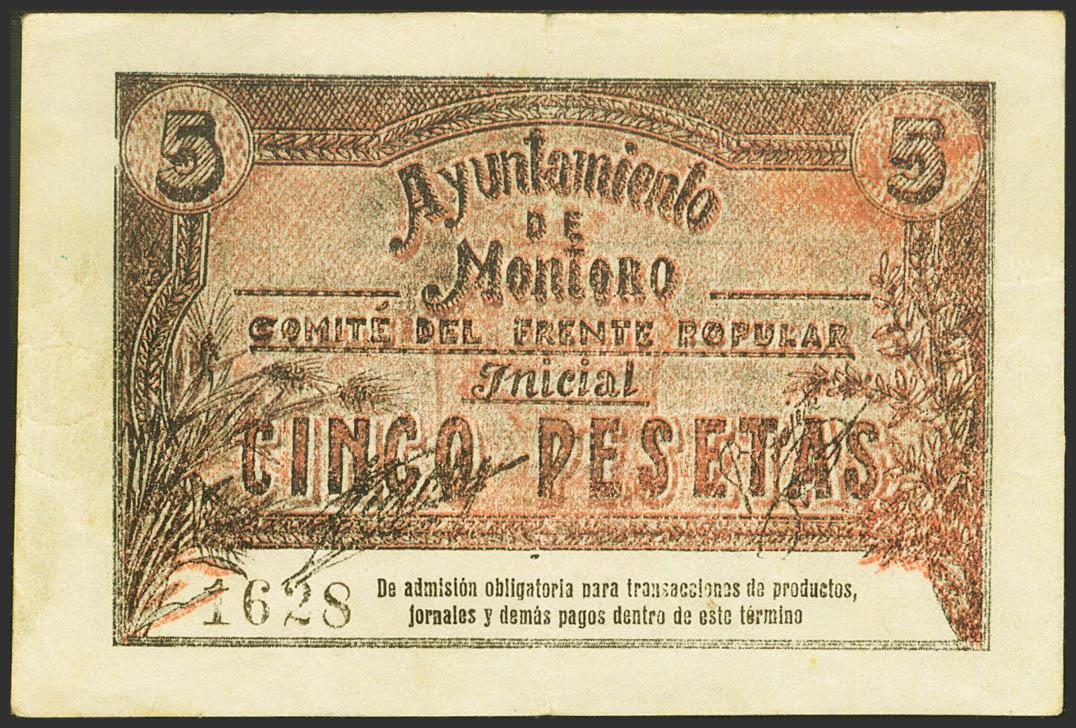 5 5
Ayuntamiento
DE
Montoro
COMITÉ DEL FRENTE POPULAR
Inicial
CINCO PESETAS
1628
De admisión obligatoria para transacciones de productos,
jornales y demás pagos dentro de este término